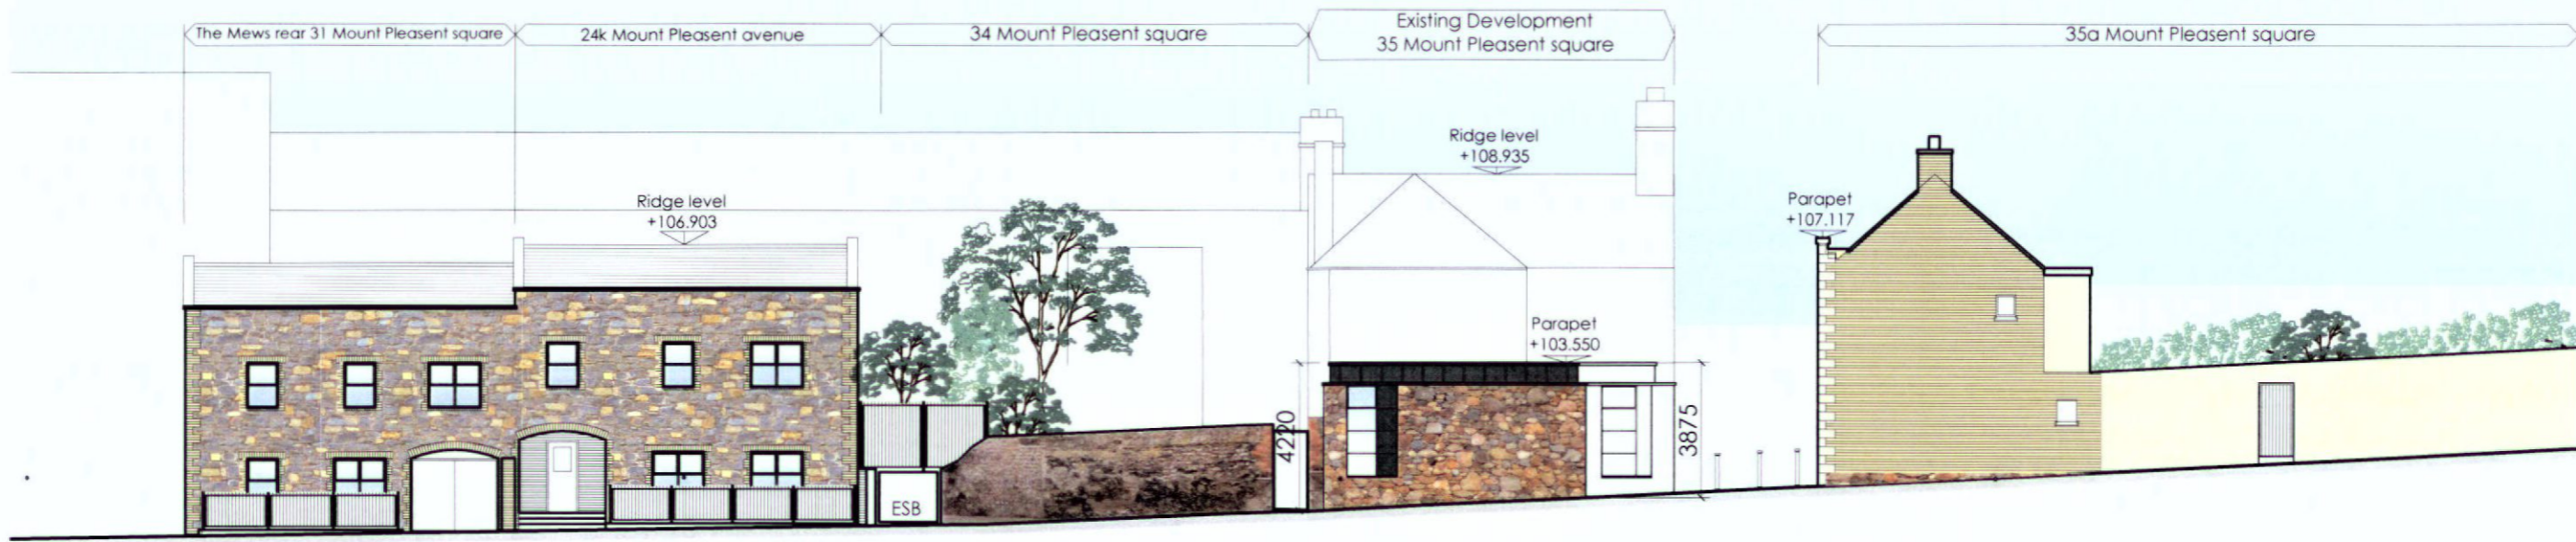 The Mews rear 31 Mount Pleasent square
24k Mount Pleasent avenue
34 Mount Pleasent square
Existing Development
35 Mount Pleasent square
35a Mount Pleasent square
Ridge level
+106.903
Ridge level
+108.935
Parapet
+107.117
Parapet
+103.550
4220
3875
ESB